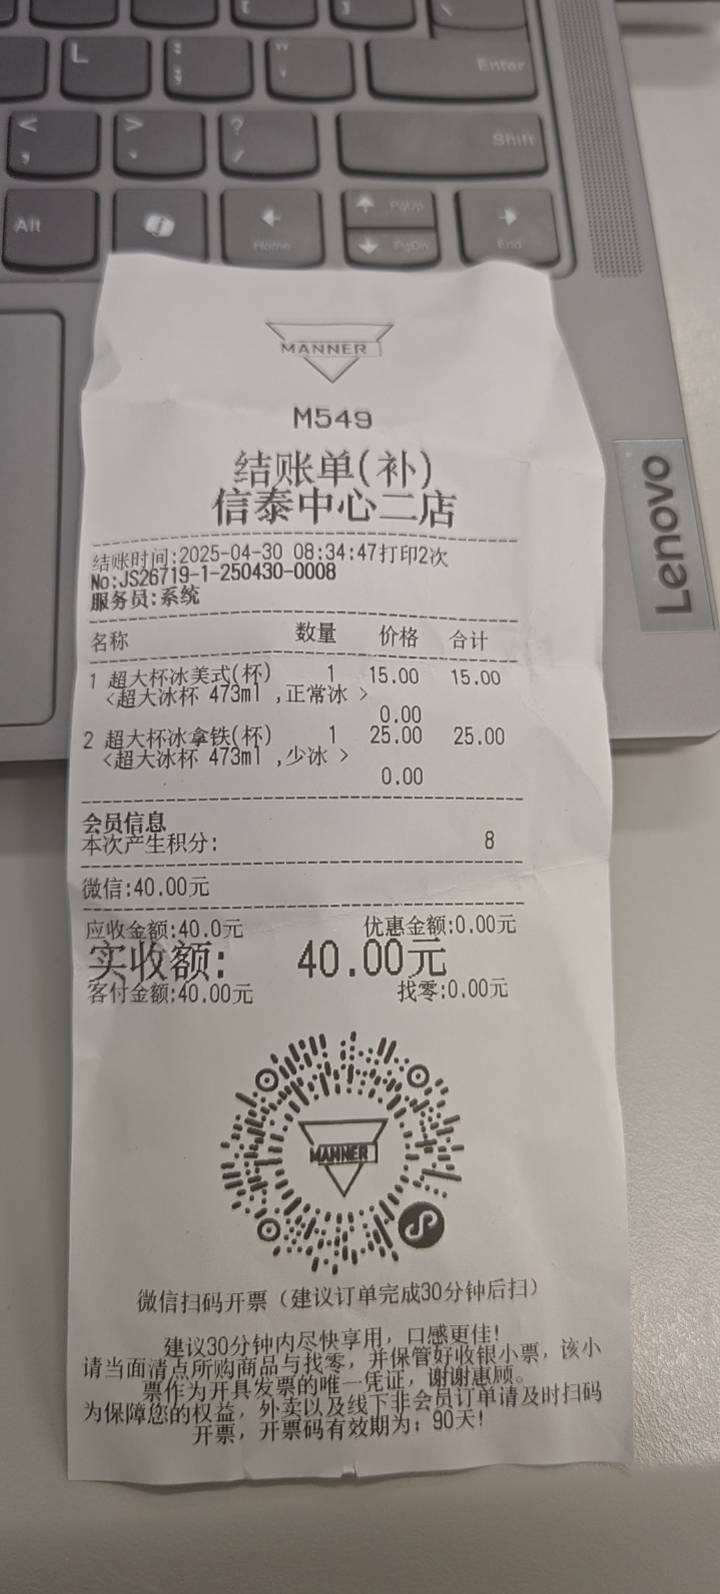 L
Enter
Shift
Alt
PgUp
Home
PgDn
End
Lenovo
MANNER
M549
结账单(补)
信泰中心二店
结账时间:2025-04-30 08:34:47打印2次
No:JS26719-1-250430-0008
服务员:系统
名称 数量 价格 合计
1 超大杯冰美式(杯) 1 15.00 15.00
<超大冰杯 473ml ,正常冰 >
0.00
2 超大杯冰拿铁(杯) 1 25.00 25.00
<超大冰杯 473ml ,少冰 >
0.00
会员信息
本次产生积分: 8
微信:40.00元
应收金额:40.0元 优惠金额:0.00元
实收额: 40.00元
客付金额:40.00元 找零:0.00元
MANNER
微信扫码开票（建议订单完成30分钟后扫）
建议30分钟内尽快享用，口感更佳!
请当面清点所购商品与找零，并保管好收银小票，该小
票作为开具发票的唯一凭证，谢谢惠顾。
为保障您的权益，外卖以及线下非会员订单请及时扫码
开票，开票码有效期为：90天!